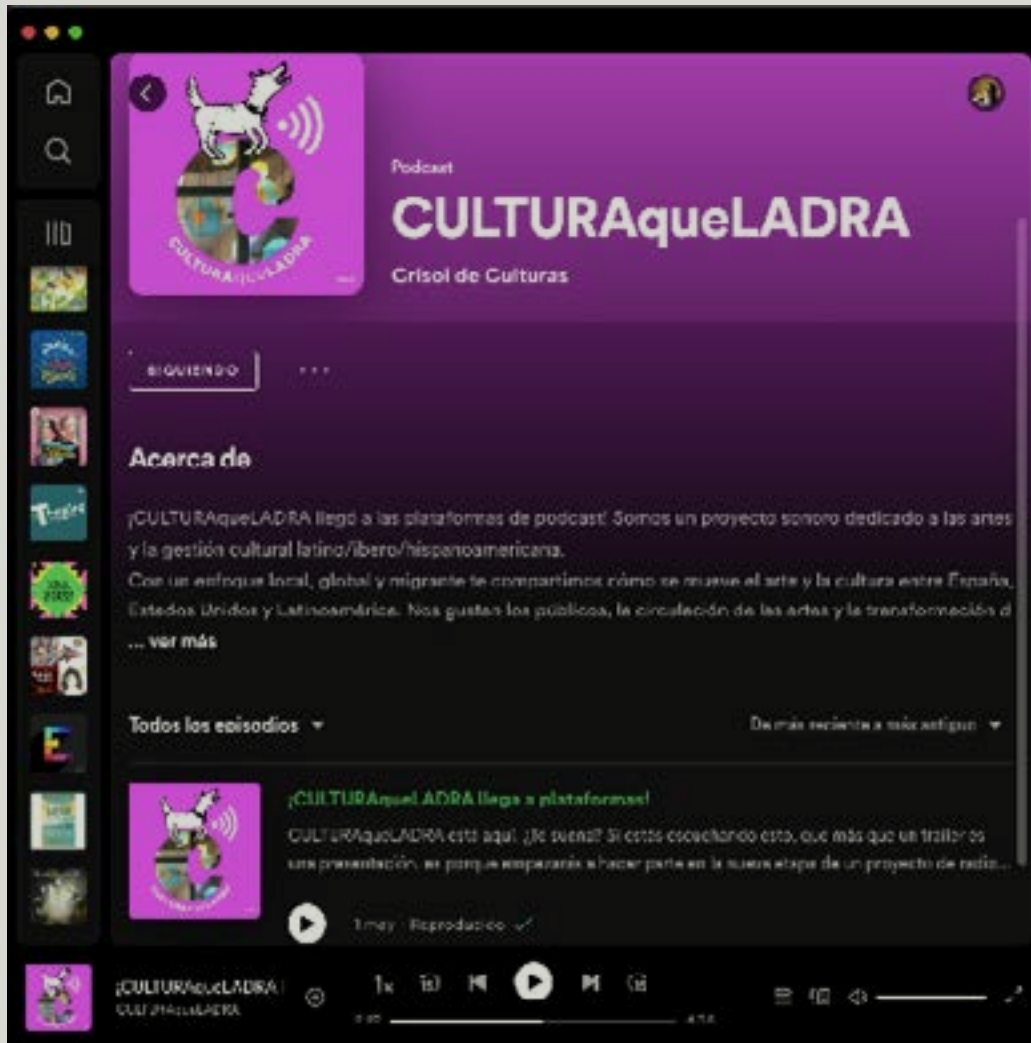 CULTURAqueLADRA
Podcast
CULTURAqueLADRA
Crisol de Culturas
SIGUIENDO
Acerca de
¡CULTURAqueLADRA llegó a las plataformas de podcast! Somos un proyecto sonoro dedicado a las artes
y la gestión cultural latino/ibero/hispanoamericana.
Con un enfoque local, global y migrante te compartimos cómo se mueve el arte y la cultura entre España,
Estados Unidos y Latinoamérica. Nos gustan los públicos, la circulación de las artes y la transformación d
... ver más
Todos los episodios
De más reciente a más antiguo
¡CULTURAqueLADRA llega a plataformas!
CULTURAqueLADRA está aquí. ¿Te suena? Si estás escuchando esto, que más que un trailer es
una presentación, es porque empezarás a hacer parte en la nueva etapa de un proyecto de radio...
1 may · Reproducido
¡CULTURAqueLADRA l
CULTURAqueLADRA
1x
15
15